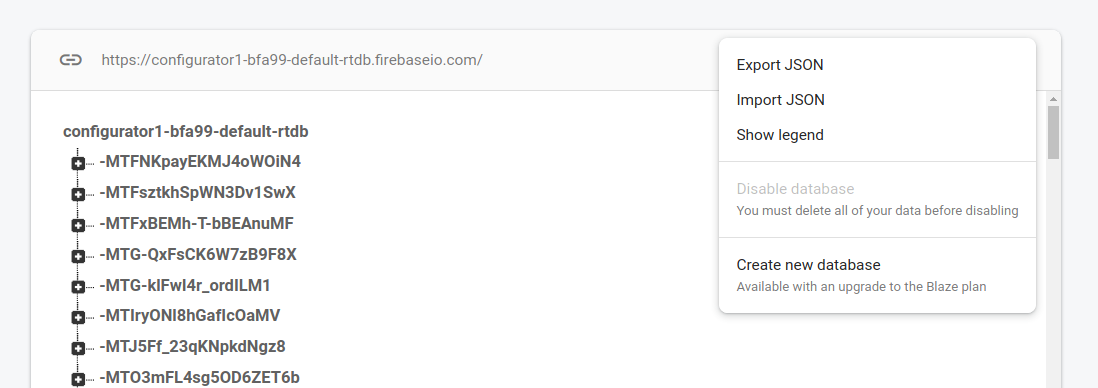 https://configurator1-bfa99-default-rtdb.firebaseio.com/
Export JSON
Import JSON
Show legend
Disable database
You must delete all of your data before disabling
Create new database
Available with an upgrade to the Blaze plan
configurator1-bfa99-default-rtdb
-MTFNKpayEKMJ4oWOiN4
-MTFsztkhSpWN3Dv1SwX
-MTFxBEMh-T-bBEAnuMF
-MTG-QxFsCK6W7zB9F8X
-MTG-klFwI4r_ordILM1
-MTIryONI8hGafIcOaMV
-MTJ5Ff_23qKNpkdNgz8
-MTO3mFL4sg5OD6ZET6b